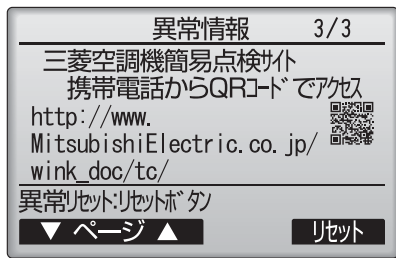 異常情報 3/3
三菱空調機簡易点検サイト
携帯電話からQRコードでアクセス
http://www.
MitsubishiElectric.co.jp/
wink_doc/tc/
異常リセット:リセットボタン
▼ ページ ▲ リセット